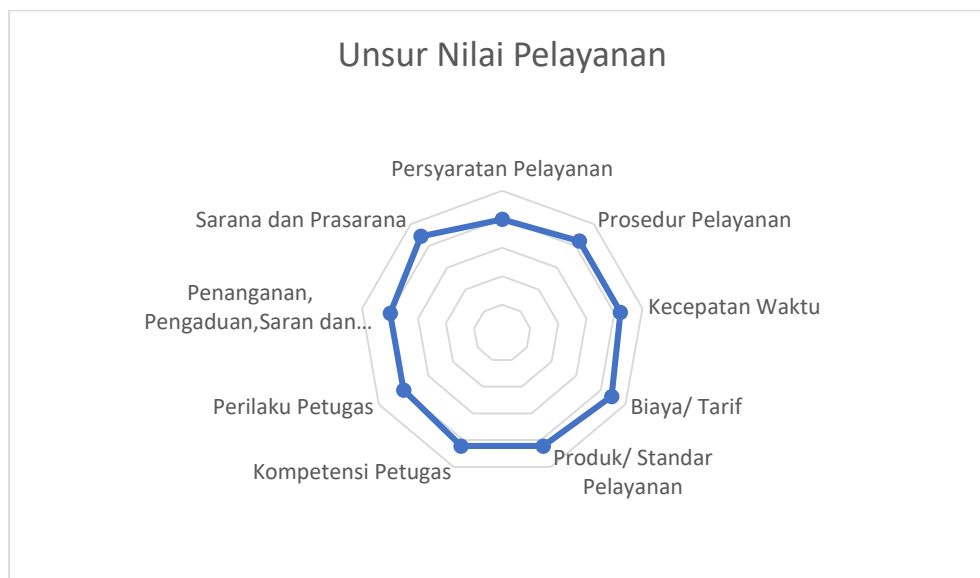 Unsur Nilai Pelayanan
Persyaratan Pelayanan
Prosedur Pelayanan
Kecepatan Waktu
Biaya/ Tarif
Produk/ Standar
Pelayanan
Kompetensi Petugas
Perilaku Petugas
Penanganan,
Pengaduan,Saran dan...
Sarana dan Prasarana